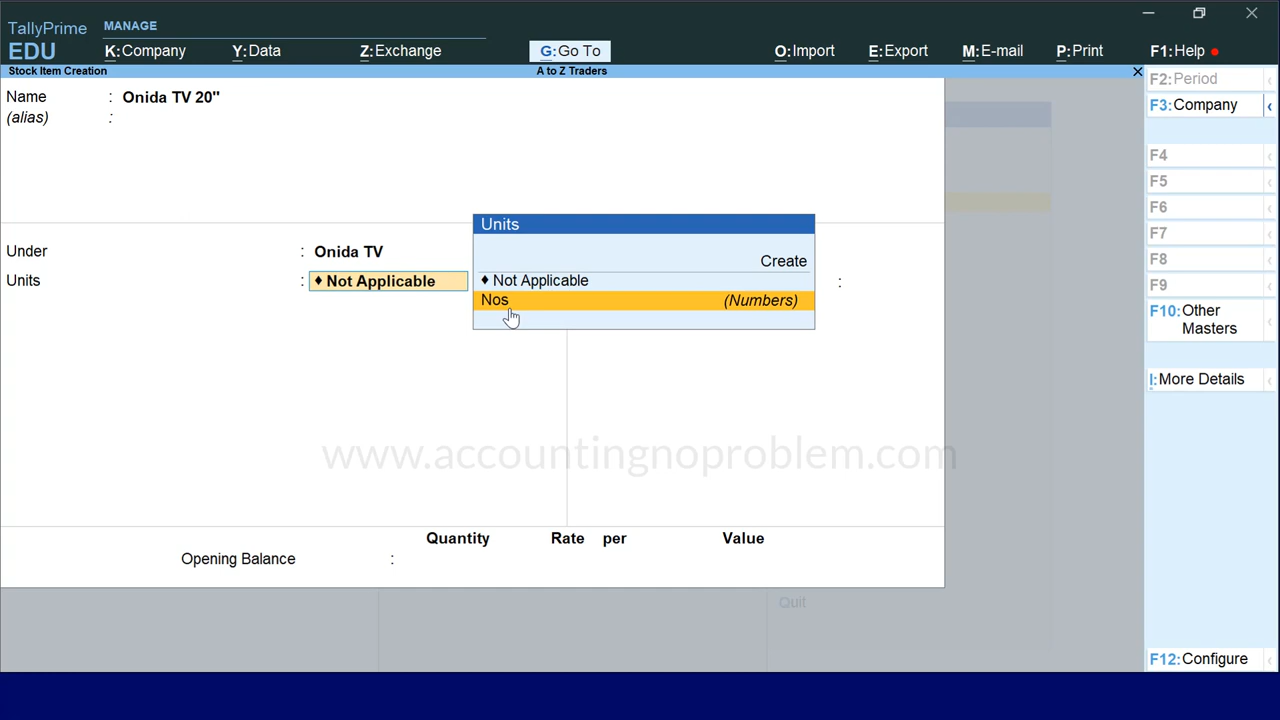 TallyPrime MANAGE
EDU K:Company Y:Data Z:Exchange G:Go To O:Import E:Export M:E-mail P:Print F1:Help
Stock Item Creation A to Z Traders
Name : Onida TV 20"
(alias) :
Under : Onida TV
Units : ♦ Not Applicable :
Units
Create
♦ Not Applicable
Nos (Numbers)
www.accountingnoproblem.com
Quantity Rate per Value
Opening Balance :
Quit
F2:Period
F3:Company
F4
F5
F6
F7
F8
F9
F10:Other
Masters
I:More Details
F12:Configure